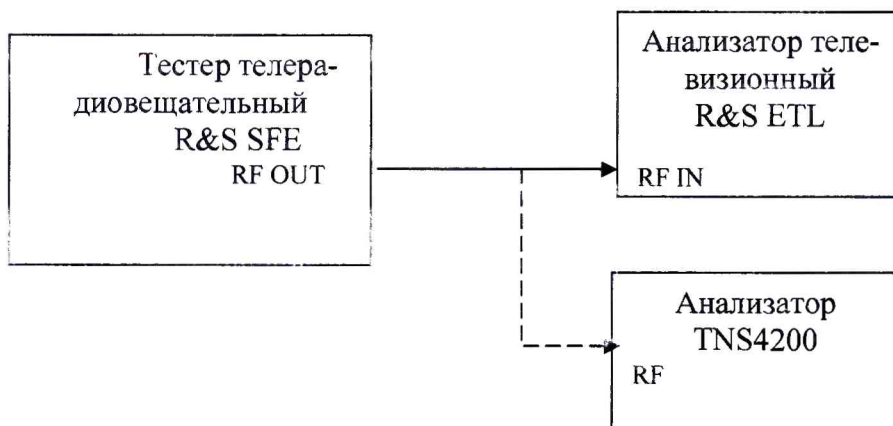 Тестер телера-
диовещательный
R&S SFE
RF OUT
Анализатор теле-
визионный
R&S ETL
RF IN
Анализатор
TNS4200
RF